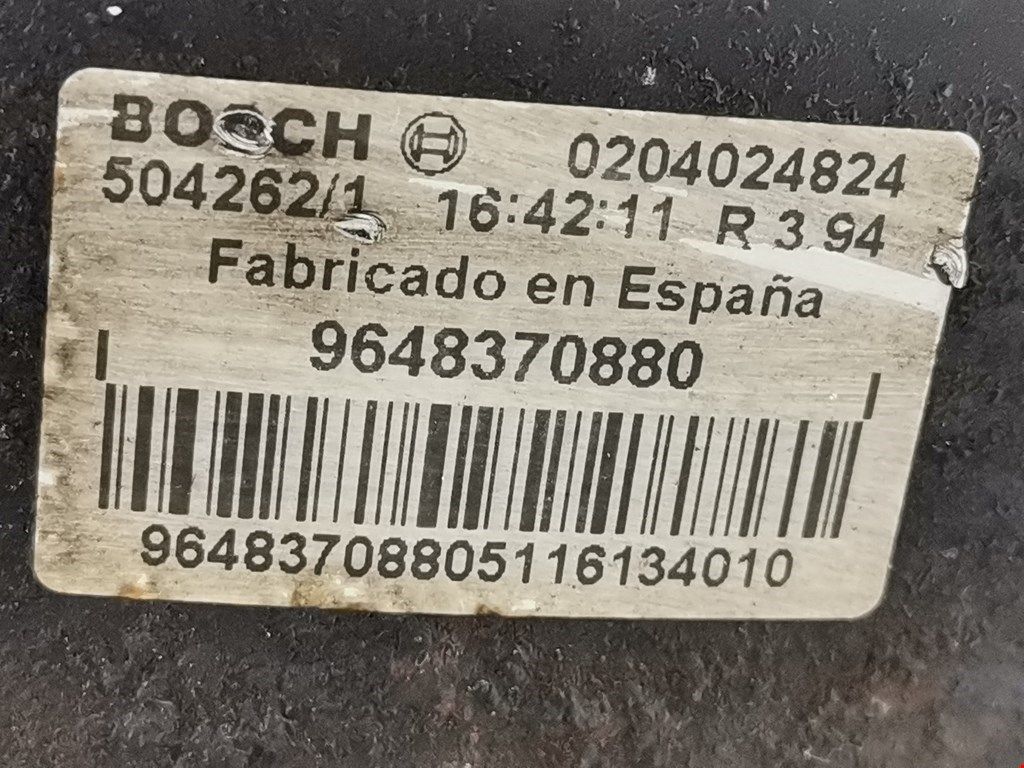 BOSCH 0204024824
504262/1 16:42:11 R 3.94
Fabricado en España
9648370880
96483708805116134010